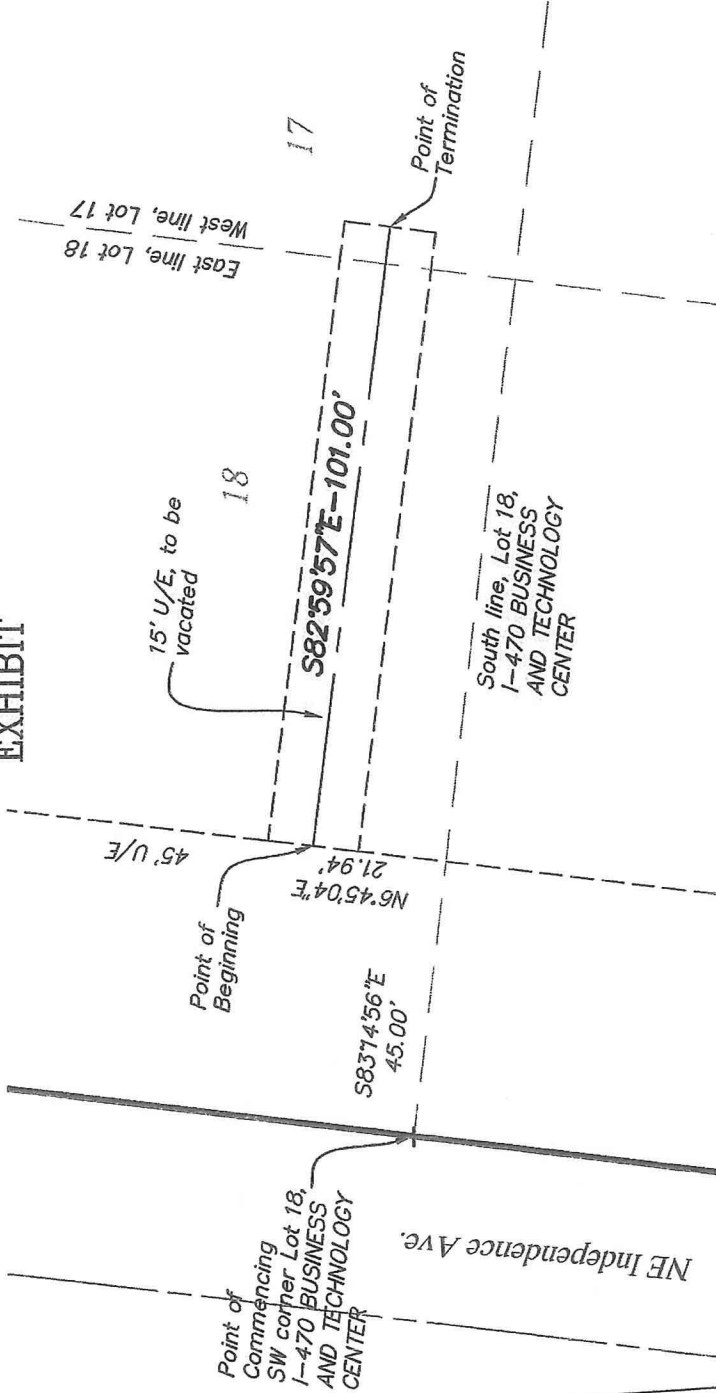 EXHIBIT
17
West line, Lot 17
East line, Lot 18
Point of
Termination
15' U/E, to be
vacated
18
S82°59'57"E-101.00'
45' U/E
Point of
Beginning
N6°45'04"E
21.94'
South line, Lot 18,
I-470 BUSINESS
AND TECHNOLOGY
CENTER
S83°14'56"E
45.00'
Point of
Commencing
SW corner Lot 18,
I-470 BUSINESS
AND TECHNOLOGY
CENTER
NE Independence Ave.